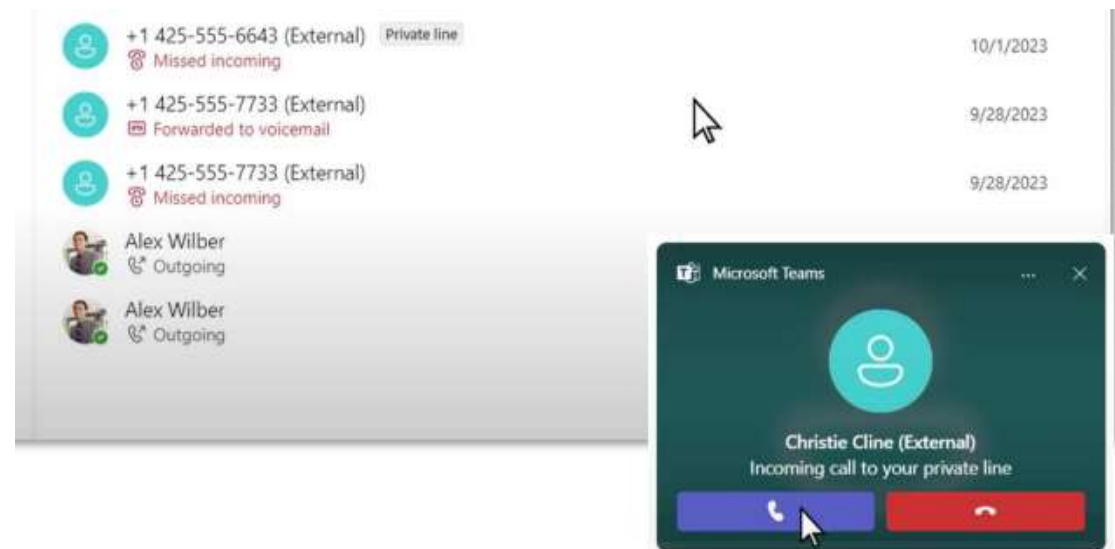 +1 425-555-6643 (External) Private line
Missed incoming
10/1/2023
+1 425-555-7733 (External)
Forwarded to voicemail
9/28/2023
+1 425-555-7733 (External)
Missed incoming
9/28/2023
Alex Wilber
Outgoing
Alex Wilber
Outgoing
Microsoft Teams
Christie Cline (External)
Incoming call to your private line